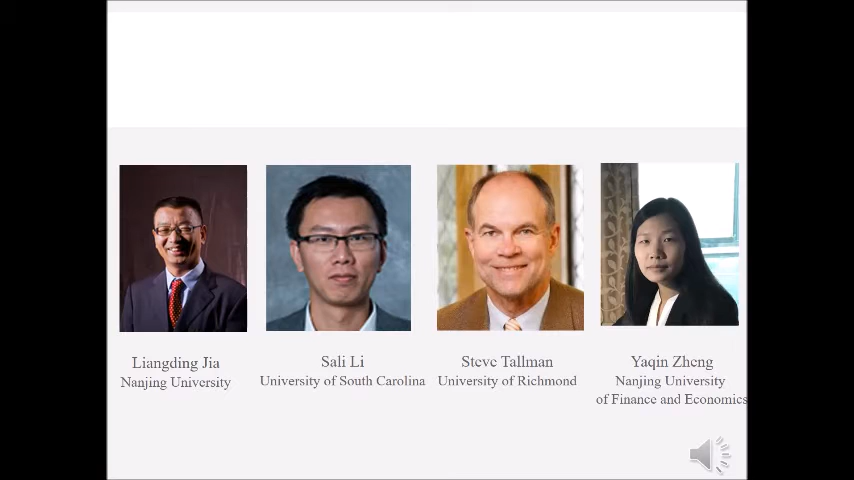 Liangding Jia
Nanjing University
Sali Li
University of South Carolina
Steve Tallman
University of Richmond
Yaqin Zheng
Nanjing University
of Finance and Economics